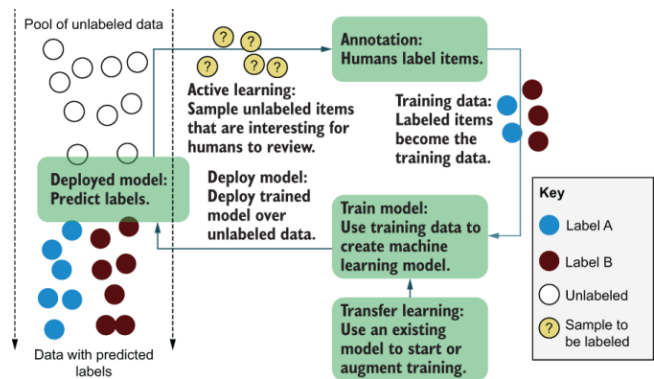 Pool of unlabeled data
?
?
?
?
?
Annotation:
Humans label items.
Active learning:
Sample unlabeled items
that are interesting for
humans to review.
Training data:
Labeled items
become the
training data.
Deployed model:
Predict labels.
Deploy model:
Deploy trained
model over
unlabeled data.
Train model:
Use training data to
create machine
learning model.
Transfer learning:
Use an existing
model to start or
augment training.
Data with predicted
labels
Key
Label A
Label B
Unlabeled
?
Sample to
be labeled